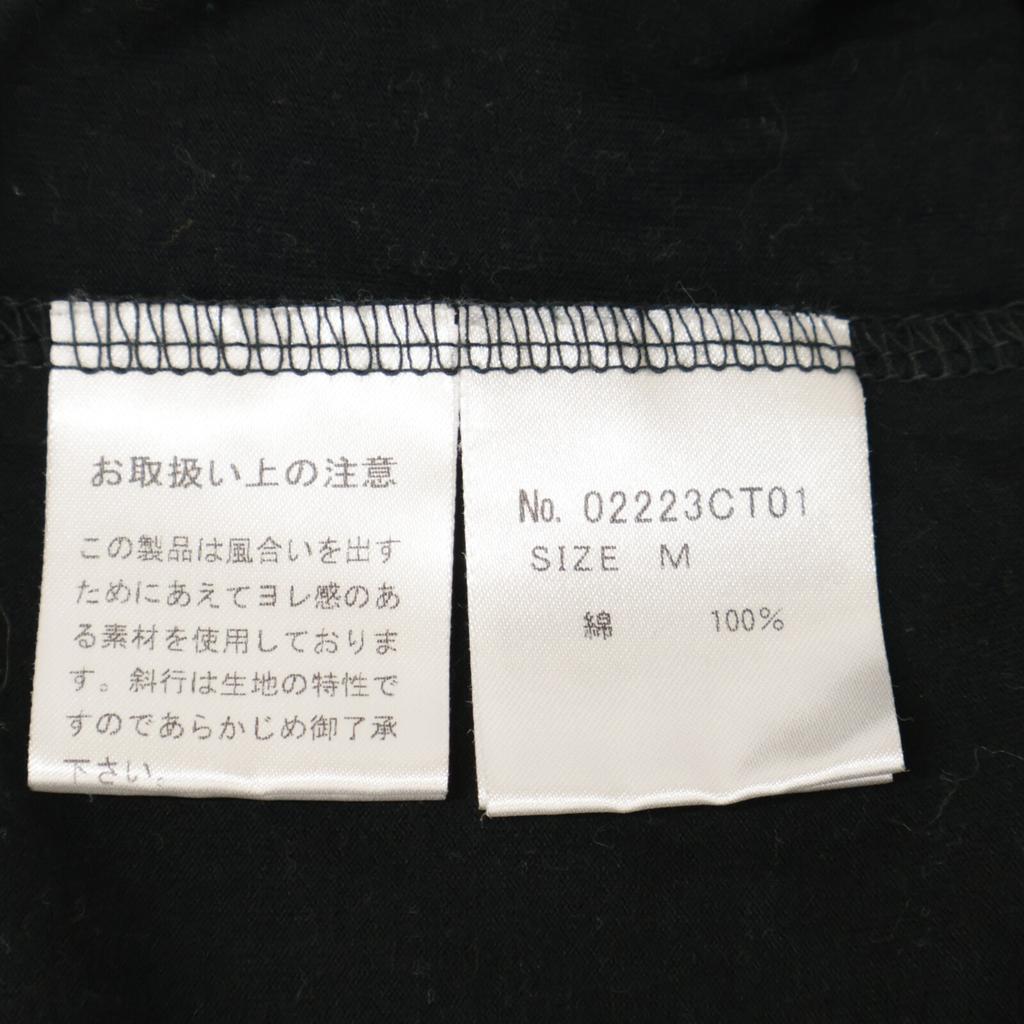 お取扱い上の注意
この製品は風合いを出す
ためにあえてヨレ感のあ
る素材を使用しておりま
す。斜行は生地の特性で
すのであらかじめ御了承
下さい。
No. 02223CT01
SIZE M
綿 100%